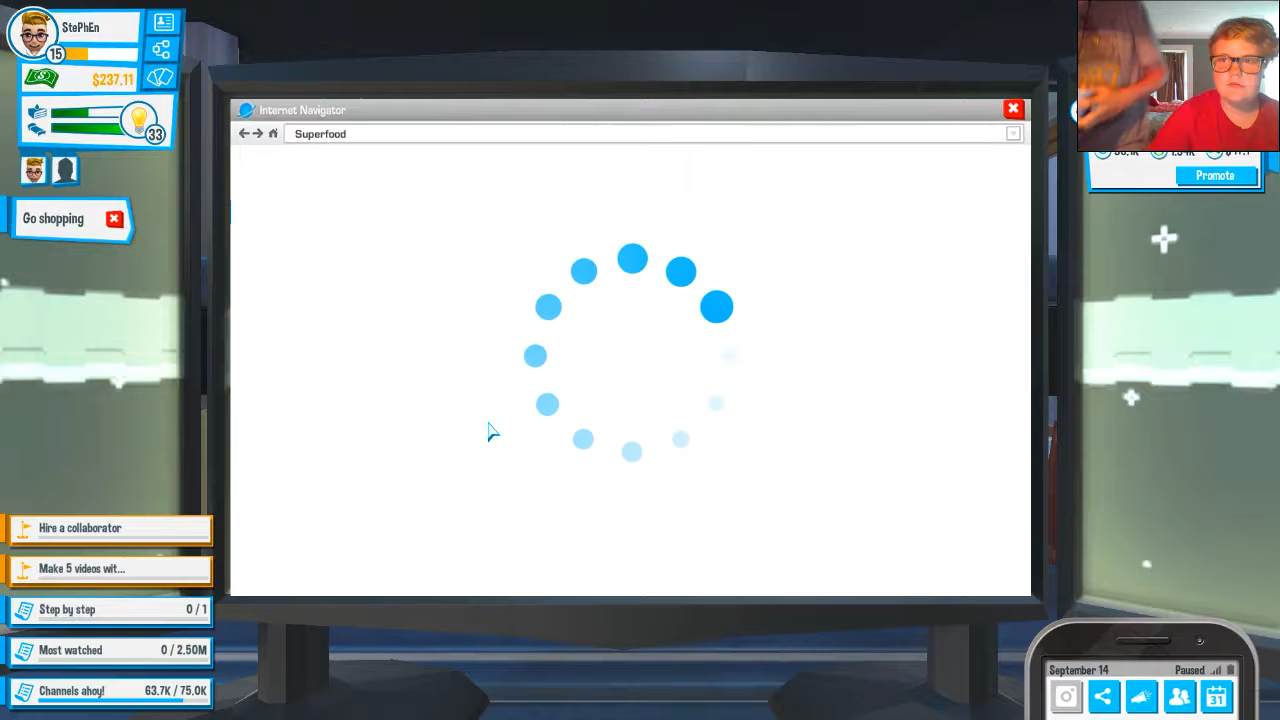 StePhEn
15
$237.11
33
Go shopping
Internet Navigator
Superfood
Promote
Hire a collaborator
Make 5 videos wit...
Step by step 0 / 1
Most watched 0 / 2.50M
Channels ahoy! 63.7K / 75.0K
September 14 Paused
31